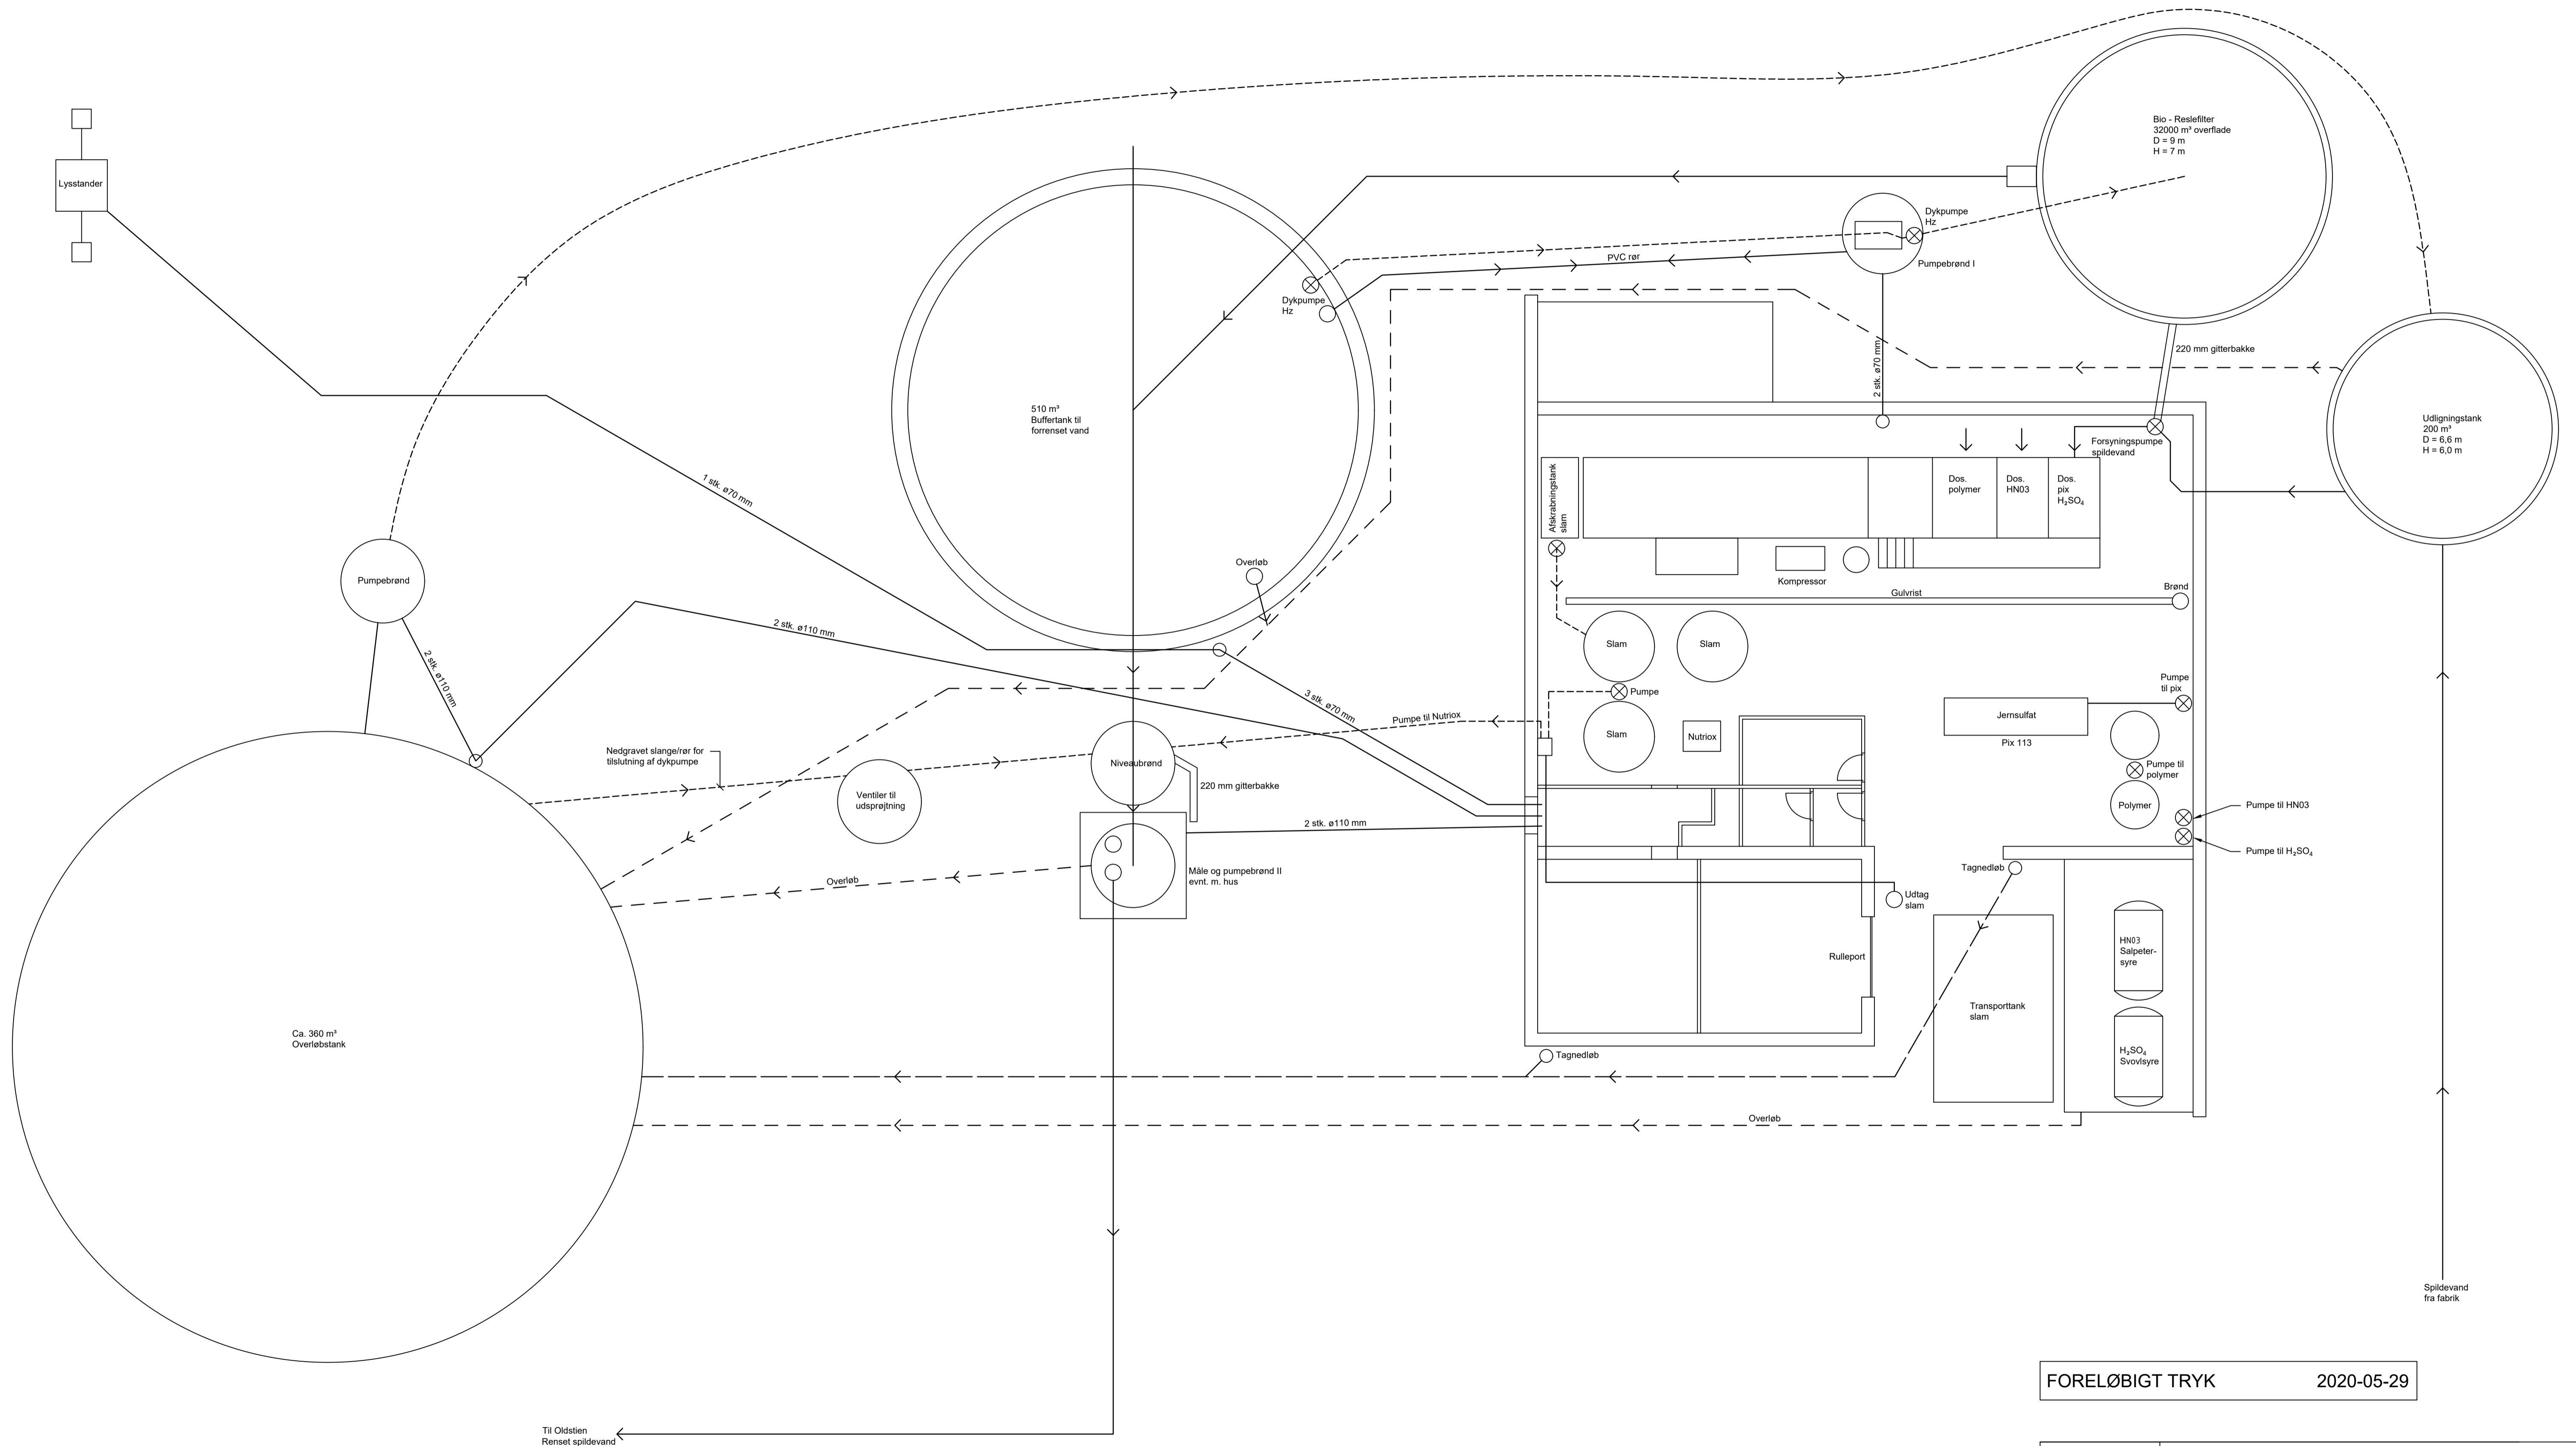 Bio - Reslefilter
32000 m³ overflade
D = 9 m
H = 7 m
Lysstander
Dykpumpe
Hz
Pumpebrønd I
PVC rør
Dykpumpe
Hz
2 stk. ø70 mm
220 mm gitterbakke
510 m³
Buffertank til
forrenset vand
Udligningstank
200 m³
D = 6,6 m
H = 6,0 m
Forsyningspumpe
spildevand
1 stk. ø70 mm
Afskrabningstank
slam
Dos.
polymer
Dos.
HN03
Dos.
pix
H₂SO₄
Overløb
Pumpebrønd
Kompressor
Gulvrist
Brønd
2 stk. ø110 mm
2 stk. ø110 mm
Slam
Slam
Pumpe
3 stk. ø70 mm
Pumpe
til pix
Jernsulfat
Pix 113
Pumpe til Nutriox
Slam
Nutriox
Nedgravet slange/rør for
tilslutning af dykpumpe
Niveaubrønd
220 mm gitterbakke
Ventiler til
udsprøjtning
Pumpe til
polymer
Polymer
Pumpe til HN03
2 stk. ø110 mm
Pumpe til H₂SO₄
Måle og pumpebrønd II
evnt. m. hus
Overløb
Tagnedløb
Udtag
slam
HN03
Salpeter-
syre
Rulleport
Transporttank
slam
Ca. 360 m³
Overløbstank
H₂SO₄
Svovlsyre
Tagnedløb
Overløb
Spildevand
fra fabrik
FORELØBIGT TRYK 2020-05-29
Til Oldstien
Renset spildevand